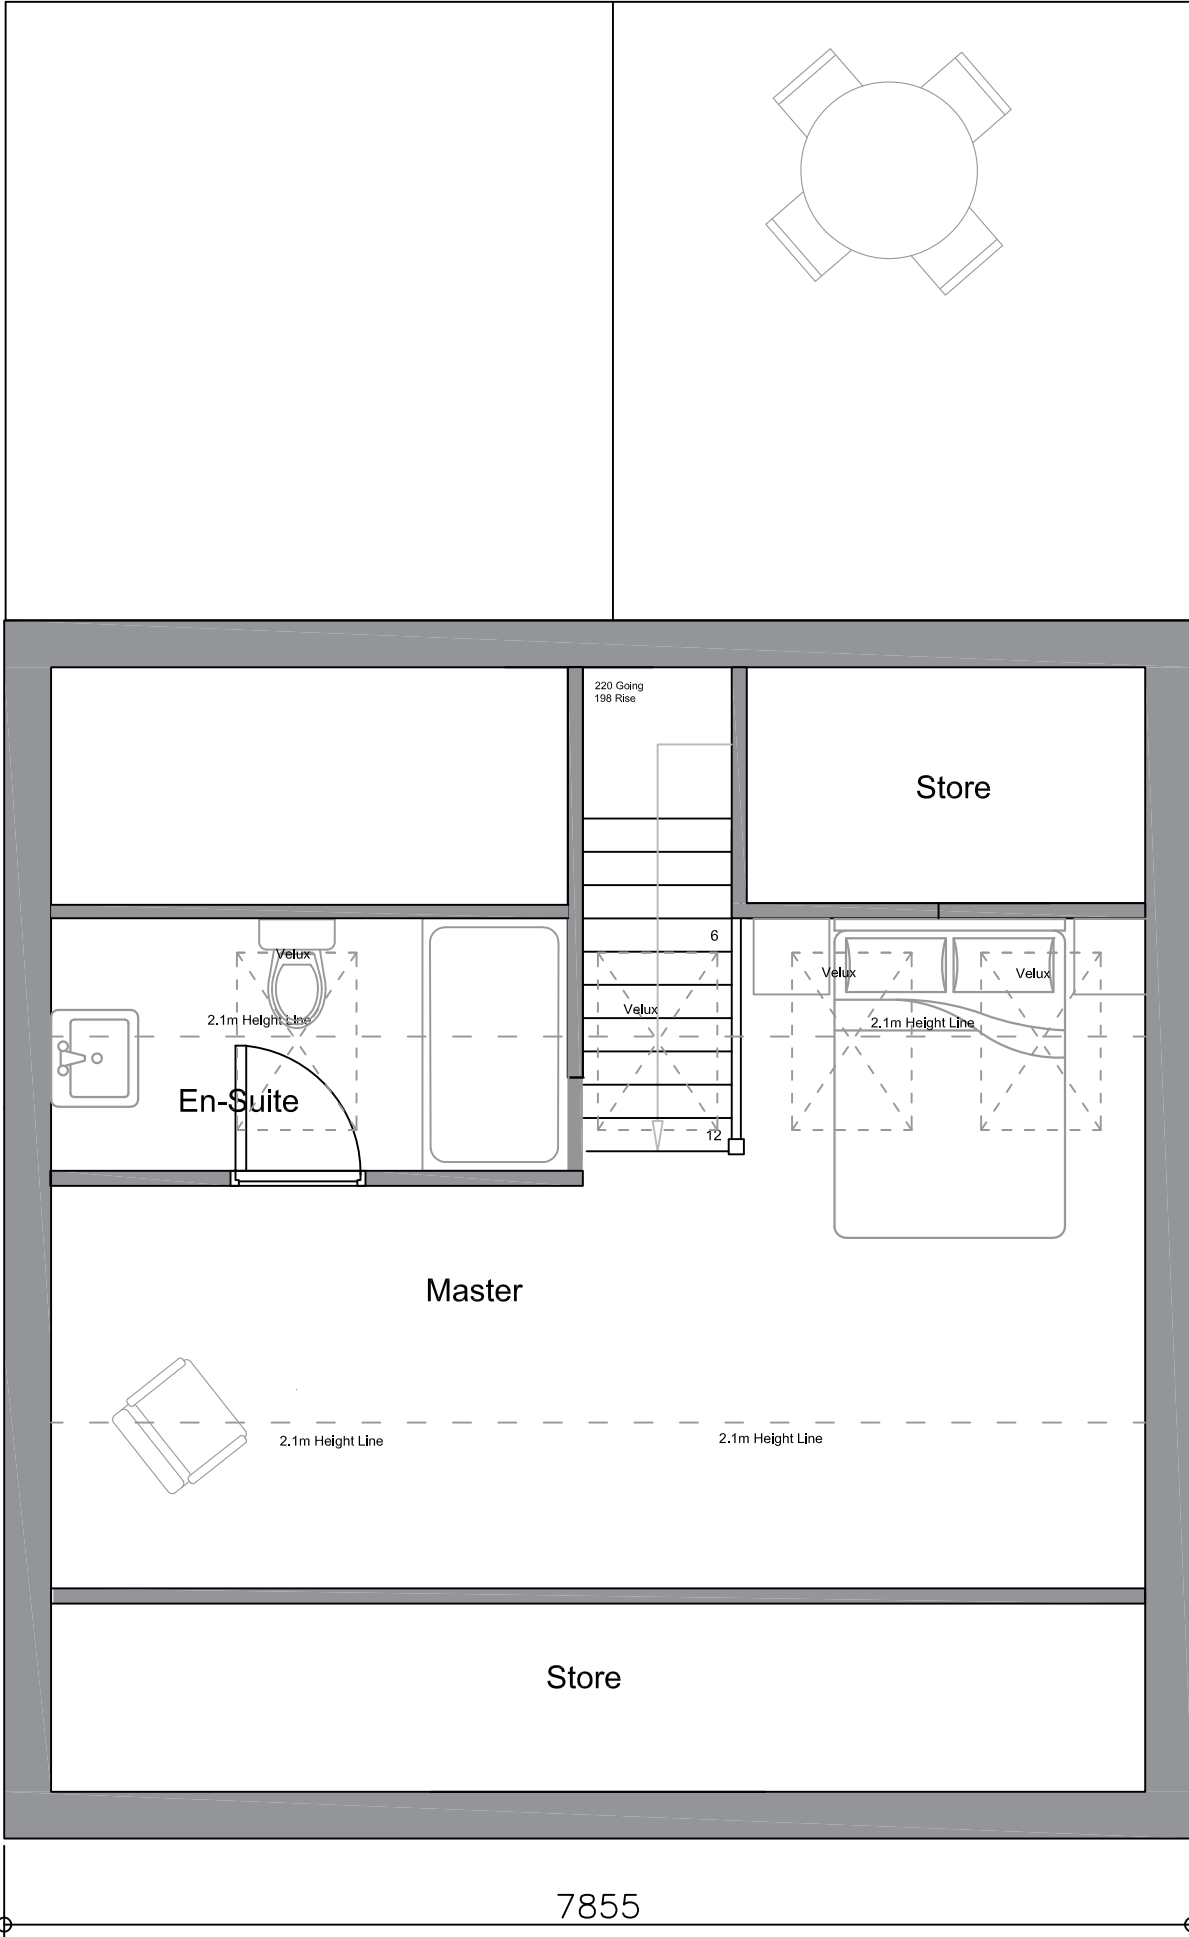 220 Going
198 Rise
Store
6
Velux
Velux
Velux
Velux
2.1m Height Line
2.1m Height Line
En-Suite
12
Master
2.1m Height Line
2.1m Height Line
Store
7855